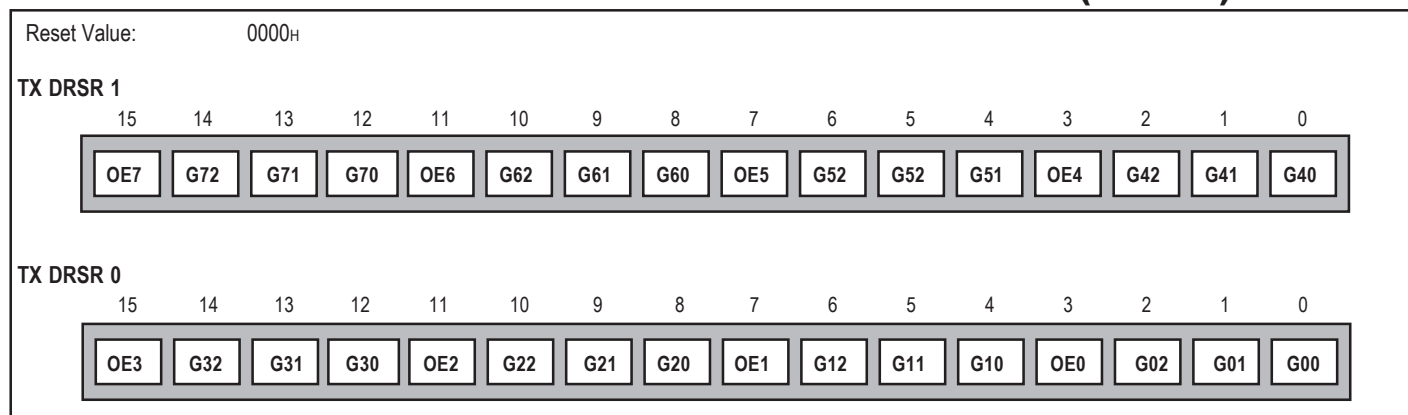 Reset Value: 0000H
TX DRSR 1
15 14 13 12 11 10 9 8 7 6 5 4 3 2 1 0
OE7 G72 G71 G70 OE6 G62 G61 G60 OE5 G52 G52 G51 OE4 G42 G41 G40
TX DRSR 0
15 14 13 12 11 10 9 8 7 6 5 4 3 2 1 0
OE3 G32 G31 G30 OE2 G22 G21 G20 OE1 G12 G11 G10 OE0 G02 G01 G00